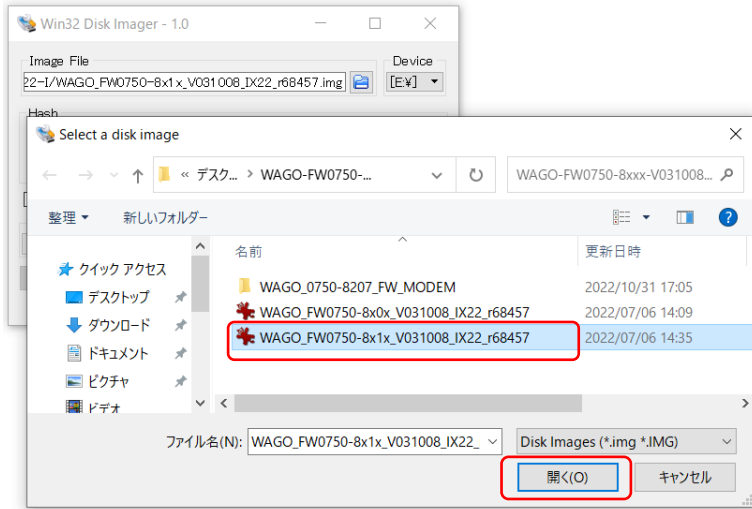 Win32 Disk Imager - 1.0
Image File
Device
22-I/WAGO_FW0750-8x1x_V031008_IX22_r68457.img
[E:¥]
Hash
Select a disk image
« デスク... > WAGO-FW0750-...
WAGO-FW0750-8xxx-V031008...
整理
新しいフォルダー
名前
更新日時
クイック アクセス
デスクトップ
ダウンロード
ドキュメント
ピクチャ
ビデオ
WAGO_0750-8207_FW_MODEM 2022/10/31 17:05
WAGO_FW0750-8x0x_V031008_IX22_r68457 2022/07/06 14:09
WAGO_FW0750-8x1x_V031008_IX22_r68457 2022/07/06 14:35
ファイル名(N): WAGO_FW0750-8x1x_V031008_IX22_
Disk Images (*.img *.IMG)
開く(O)
キャンセル